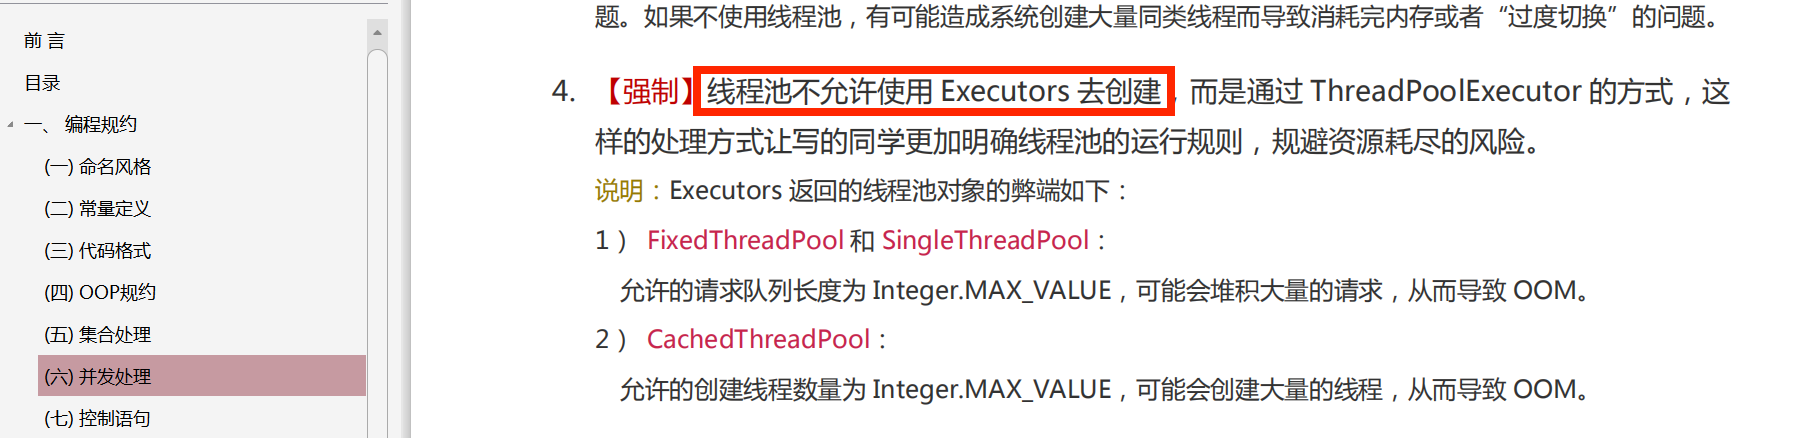 前 言
目录
一、 编程规约
(一) 命名风格
(二) 常量定义
(三) 代码格式
(四) OOP规约
(五) 集合处理
(六) 并发处理
(七) 控制语句
题。如果不使用线程池，有可能造成系统创建大量同类线程而导致消耗完内存或者“过度切换”的问题。
4. 【强制】线程池不允许使用 Executors 去创建，而是通过 ThreadPoolExecutor 的方式，这
样的处理方式让写的同学更加明确线程池的运行规则，规避资源耗尽的风险。
说明：Executors 返回的线程池对象的弊端如下：
1） FixedThreadPool 和 SingleThreadPool：
允许的请求队列长度为 Integer.MAX_VALUE，可能会堆积大量的请求，从而导致 OOM。
2） CachedThreadPool：
允许的创建线程数量为 Integer.MAX_VALUE，可能会创建大量的线程，从而导致 OOM。